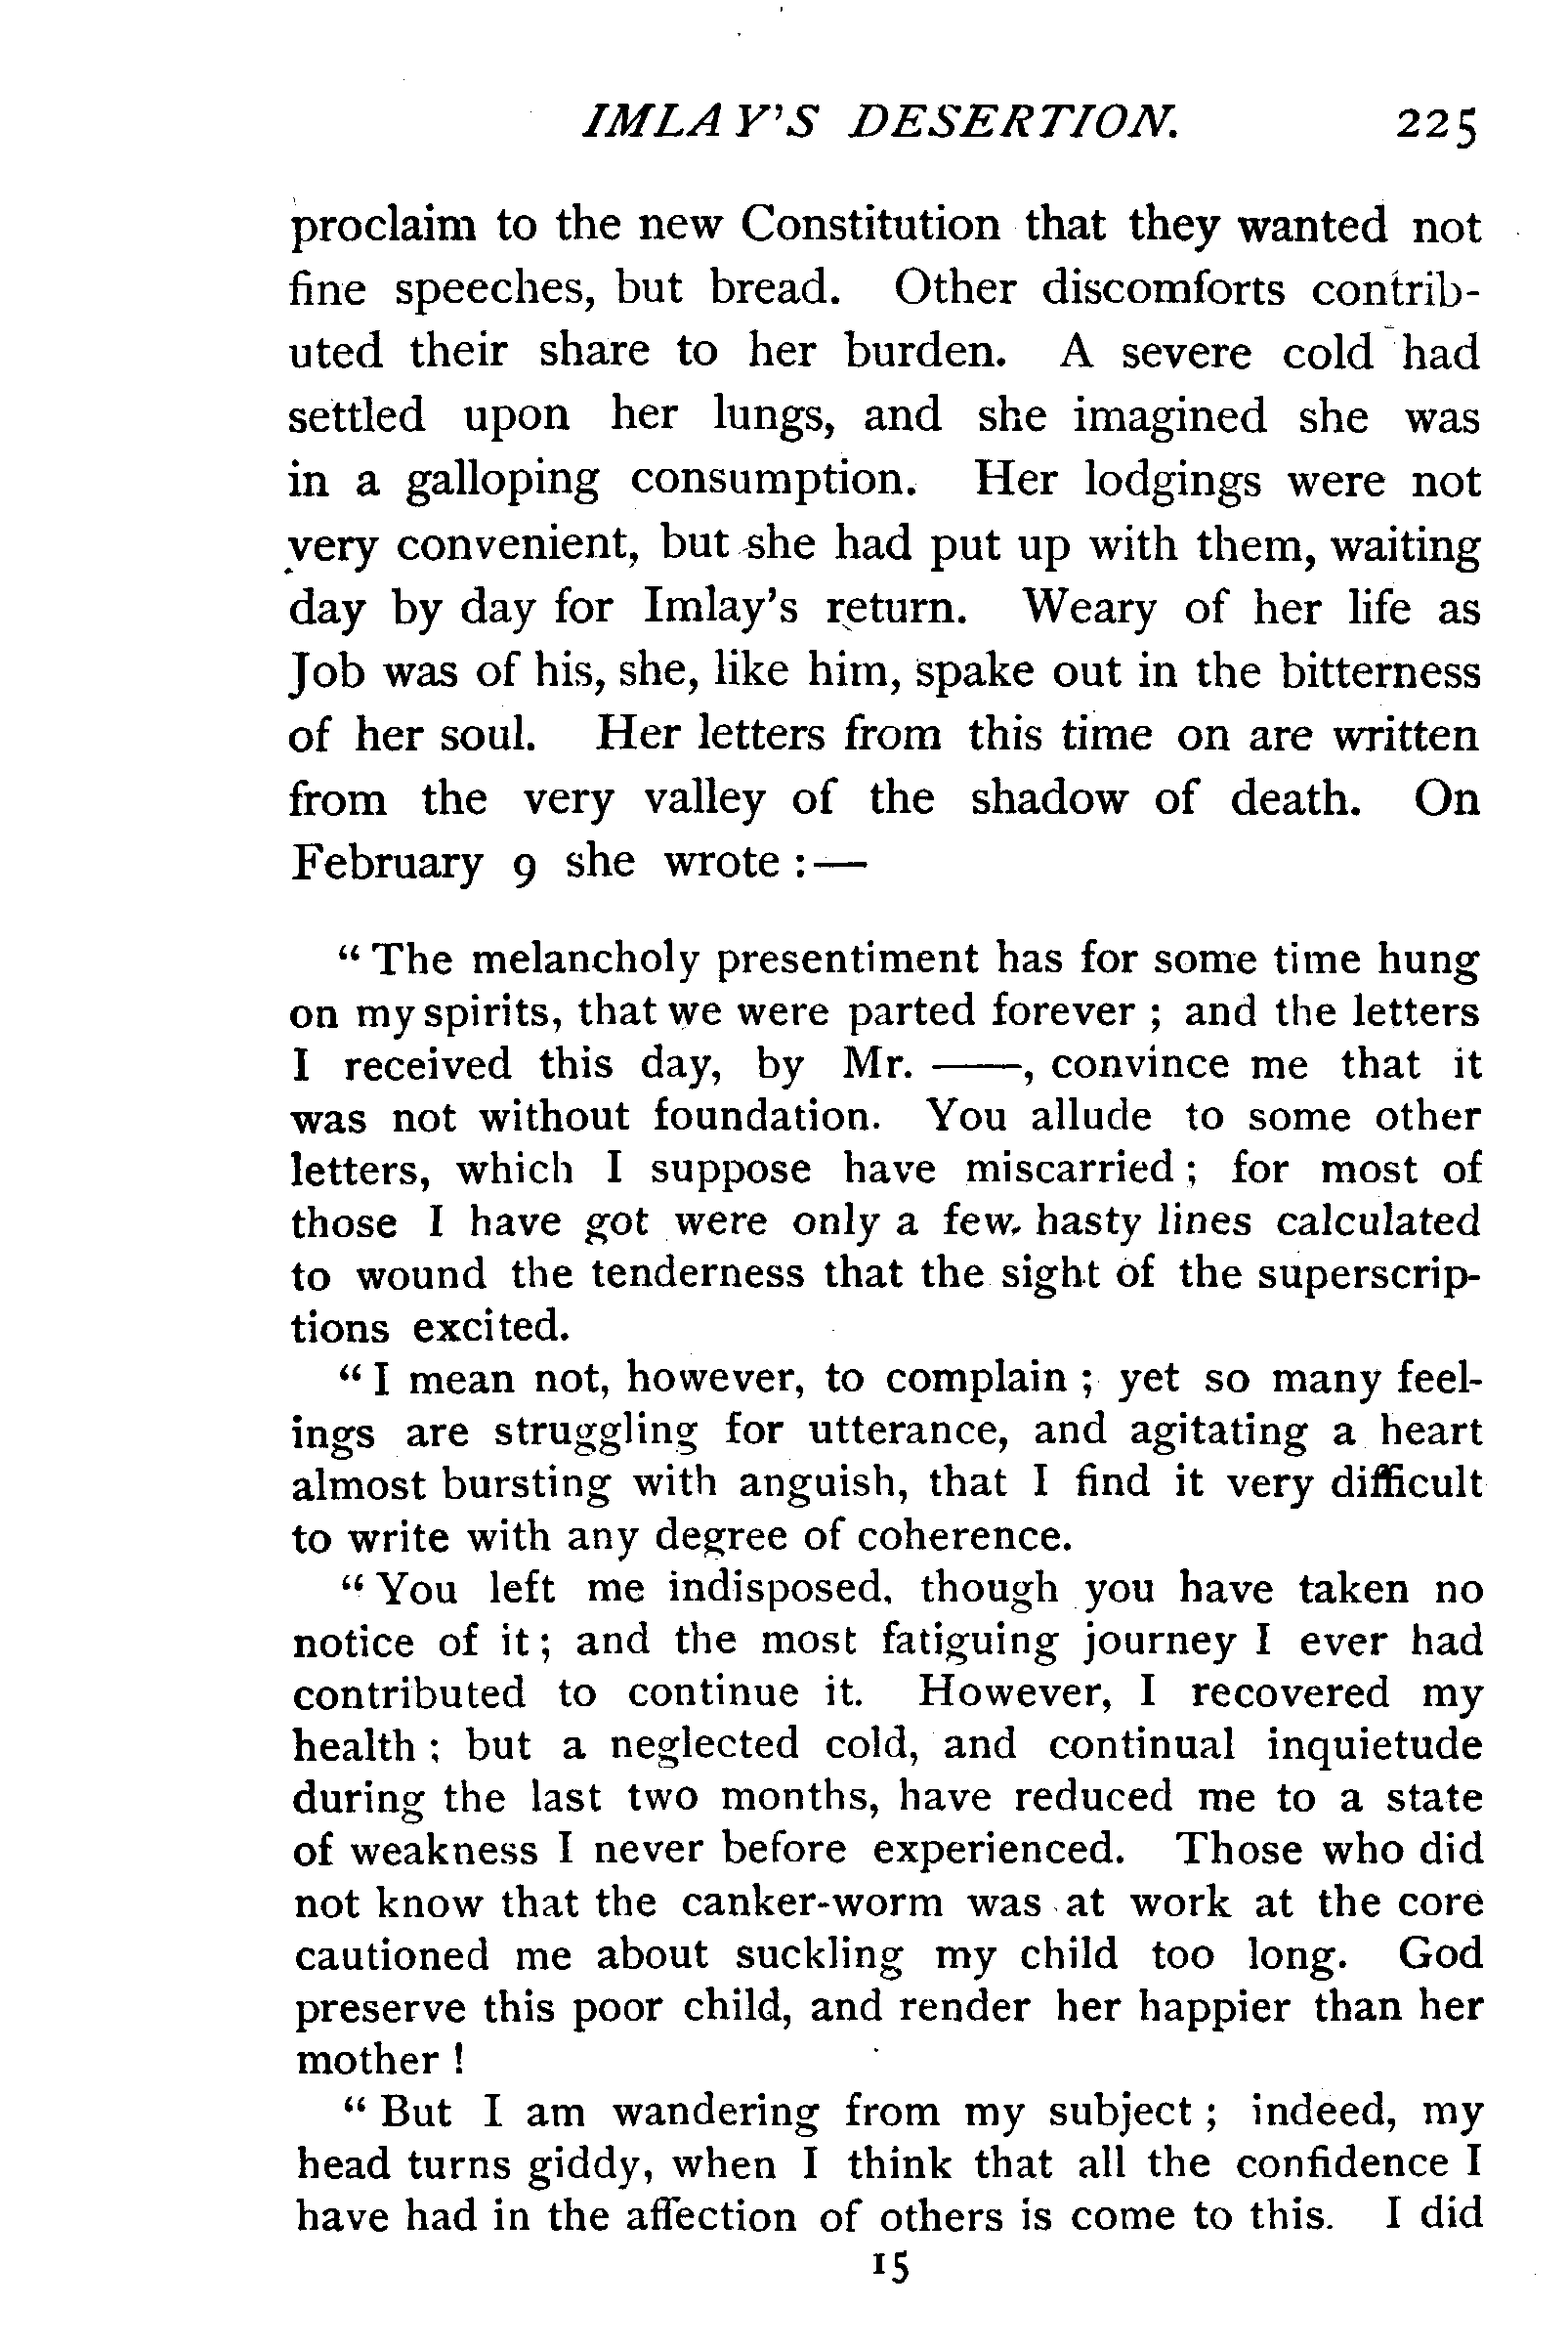 IMLAY'S DESERTION. 225
proclaim to the new Constitution that they wanted not
fine speeches, but bread. Other discomforts contrib-
uted their share to her burden. A severe cold had
settled upon her lungs, and she imagined she was
in a galloping consumption. Her lodgings were not
very convenient, but she had put up with them, waiting
day by day for Imlay's return. Weary of her life as
Job was of his, she, like him, spake out in the bitterness
of her soul. Her letters from this time on are written
from the very valley of the shadow of death. On
February 9 she wrote :—
“The melancholy presentiment has for some time hung
on my spirits, that we were parted forever ; and the letters
I received this day, by Mr. ——, convince me that it
was not without foundation. You allude to some other
letters, which I suppose have miscarried ; for most of
those I have got were only a few, hasty lines calculated
to wound the tenderness that the sight of the superscrip-
tions excited.
“I mean not, however, to complain ; yet so many feel-
ings are struggling for utterance, and agitating a heart
almost bursting with anguish, that I find it very difficult
to write with any degree of coherence.
“You left me indisposed, though you have taken no
notice of it ; and the most fatiguing journey I ever had
contributed to continue it. However, I recovered my
health ; but a neglected cold, and continual inquietude
during the last two months, have reduced me to a state
of weakness I never before experienced. Those who did
not know that the canker-worm was at work at the core
cautioned me about suckling my child too long. God
preserve this poor child, and render her happier than her
mother !
“But I am wandering from my subject ; indeed, my
head turns giddy, when I think that all the confidence I
have had in the affection of others is come to this. I did
15